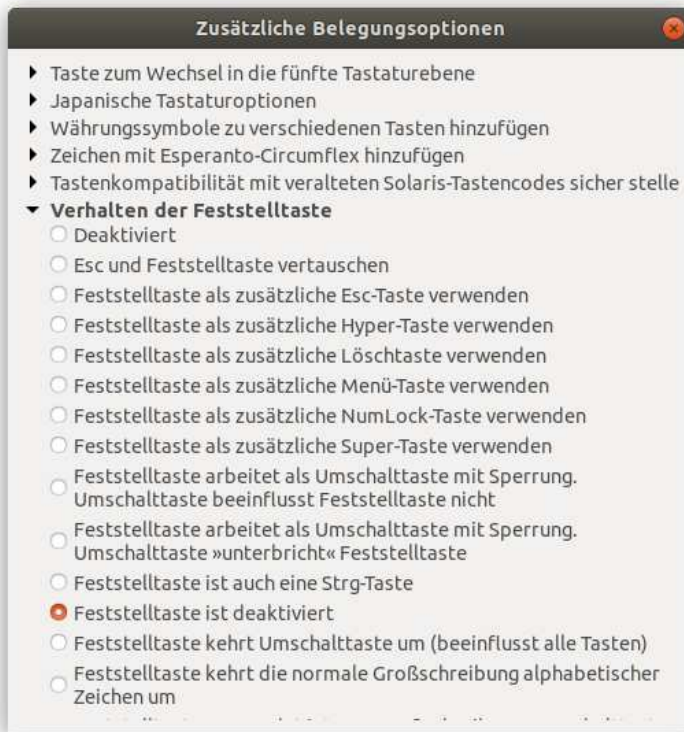 Zusätzliche Belegungsoptionen
Taste zum Wechsel in die fünfte Tastaturebene
Japanische Tastaturoptionen
Währungssymbole zu verschiedenen Tasten hinzufügen
Zeichen mit Esperanto-Circumflex hinzufügen
Tastenkompatibilität mit veralteten Solaris-Tastencodes sicher stelle
Verhalten der Feststelltaste
Deaktiviert
Esc und Feststelltaste vertauschen
Feststelltaste als zusätzliche Esc-Taste verwenden
Feststelltaste als zusätzliche Hyper-Taste verwenden
Feststelltaste als zusätzliche Löschtaste verwenden
Feststelltaste als zusätzliche Menü-Taste verwenden
Feststelltaste als zusätzliche NumLock-Taste verwenden
Feststelltaste als zusätzliche Super-Taste verwenden
Feststelltaste arbeitet als Umschalttaste mit Sperrung.
Umschalttaste beeinflusst Feststelltaste nicht
Feststelltaste arbeitet als Umschalttaste mit Sperrung.
Umschalttaste »unterbricht« Feststelltaste
Feststelltaste ist auch eine Strg-Taste
Feststelltaste ist deaktiviert
Feststelltaste kehrt Umschalttaste um (beeinflusst alle Tasten)
Feststelltaste kehrt die normale Großschreibung alphabetischer
Zeichen um